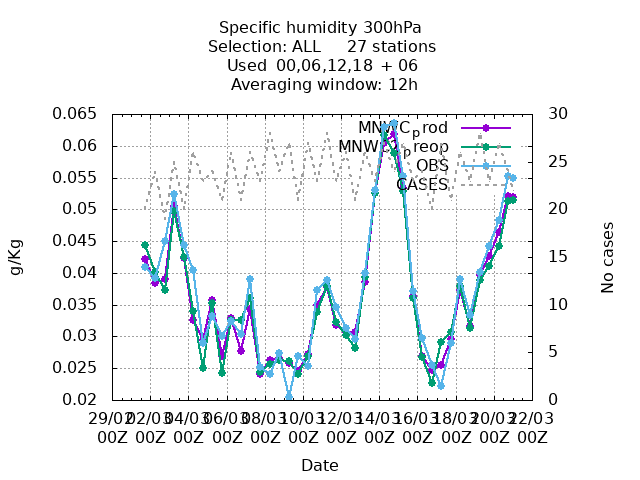 Specific humidity 300hPa
Selection: ALL 27 stations
Used 00,06,12,18 + 06
Averaging window: 12h
MNWC_prod
MNWC_preop
OBS
CASES
0.065
0.06
0.055
0.05
0.045
0.04
0.035
0.03
0.025
0.02
30
25
20
15
10
5
0
g/Kg
No cases
29/02 02/03 04/03 06/03 08/03 10/03 12/03 14/03 16/03 18/03 20/03 22/03
00Z 00Z 00Z 00Z 00Z 00Z 00Z 00Z 00Z 00Z 00Z 00Z
Date